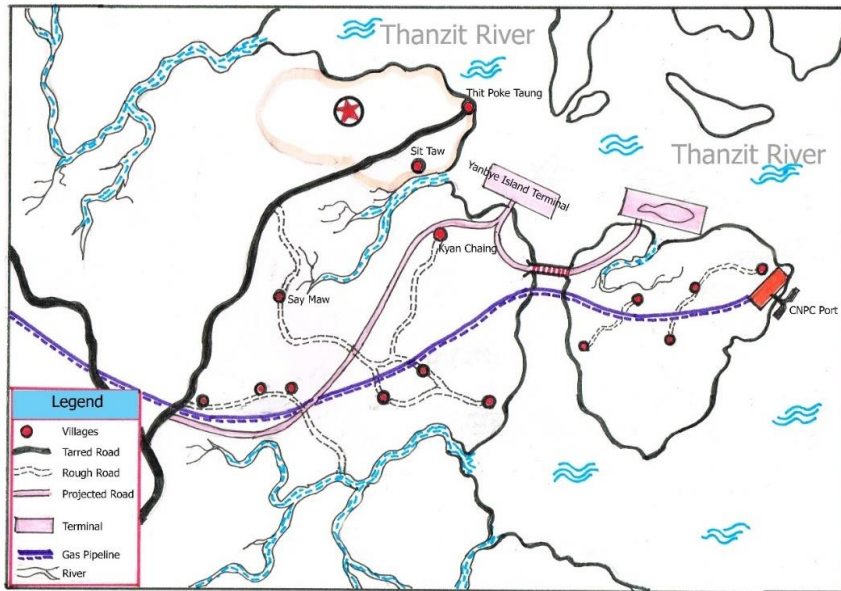 Thanzit River
Thit Poke Taung
Sit Taw
Thanzit River
Yanbye Island Terminal
Kyan Chaing
Say Maw
CNPC Port
Legend
Villages
Tarred Road
Rough Road
Projected Road
Terminal
Gas Pipeline
River